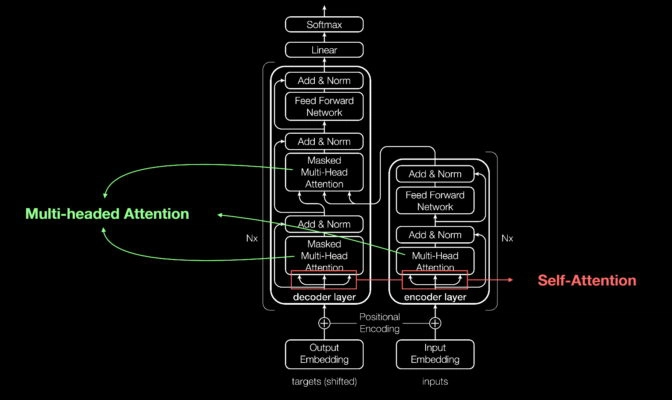 Softmax
Linear
Add & Norm
Feed Forward
Network
Add & Norm
Masked
Multi-Head
Attention
Add & Norm
Masked
Multi-Head
Attention
decoder layer
Nx
Add & Norm
Feed Forward
Network
Add & Norm
Multi-Head
Attention
encoder layer
Nx
Multi-headed Attention
Self-Attention
Positional
Encoding
Output
Embedding
Input
Embedding
targets (shifted)
inputs